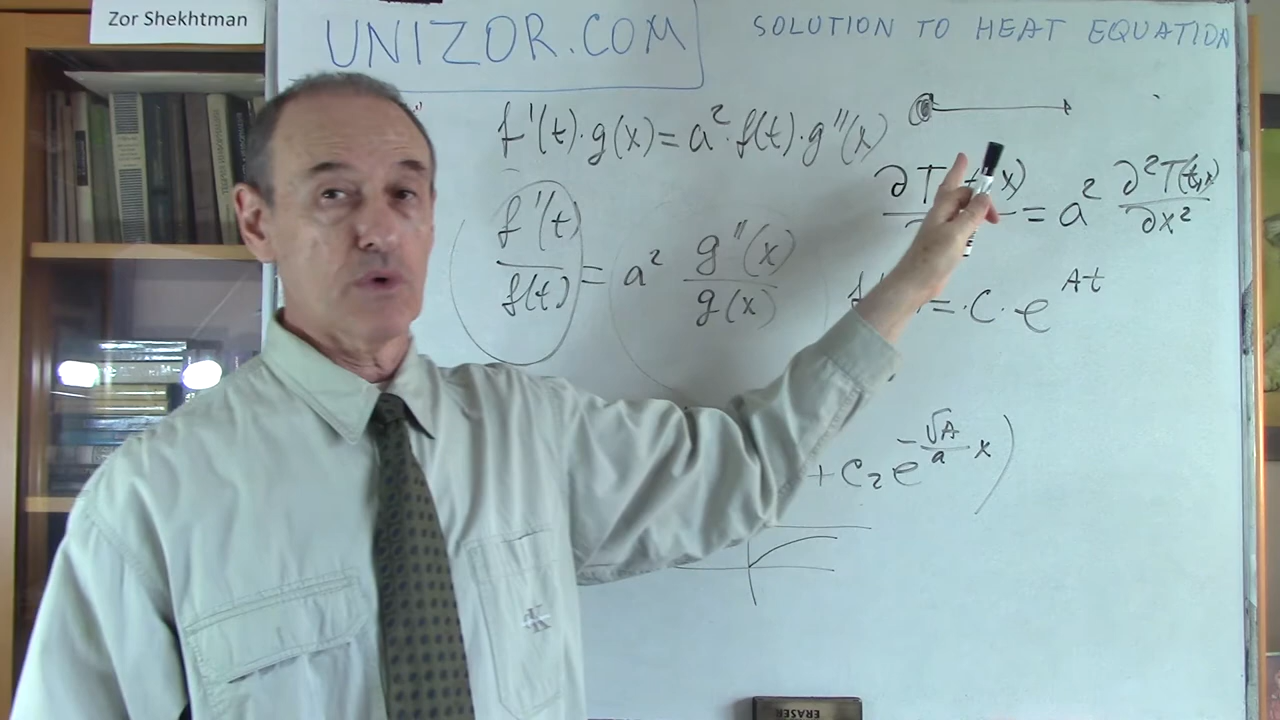 Zor Shekhtman
UNIZOR.COM
SOLUTION TO HEAT EQUATION
f'(t)·g(x)=a²·f(t)·g''(x)
f'(t)/f(t) = a² g''(x)/g(x)
∂T x) = a² ∂²T(t,x)/∂x²
= ·C·e^At
+ C₂e^-√A/a x)
ERASER